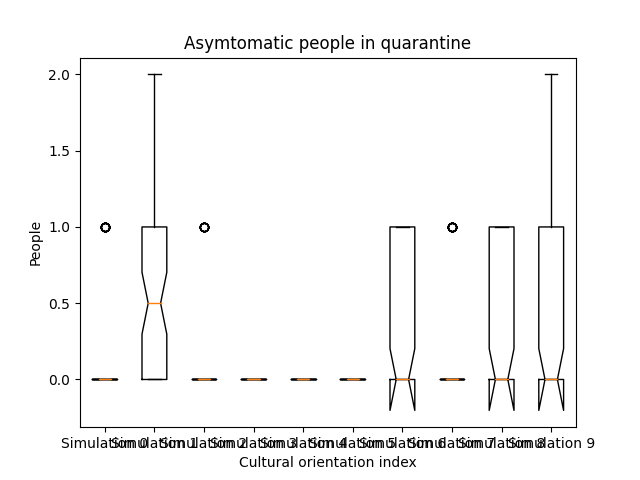 Asymtomatic people in quarantine
People
2.0
1.5
1.0
0.5
0.0
Simulation 0
Simulation 1
Simulation 2
Simulation 3
Simulation 4
Simulation 5
Simulation 6
Simulation 7
Simulation 8
Simulation 9
Cultural orientation index